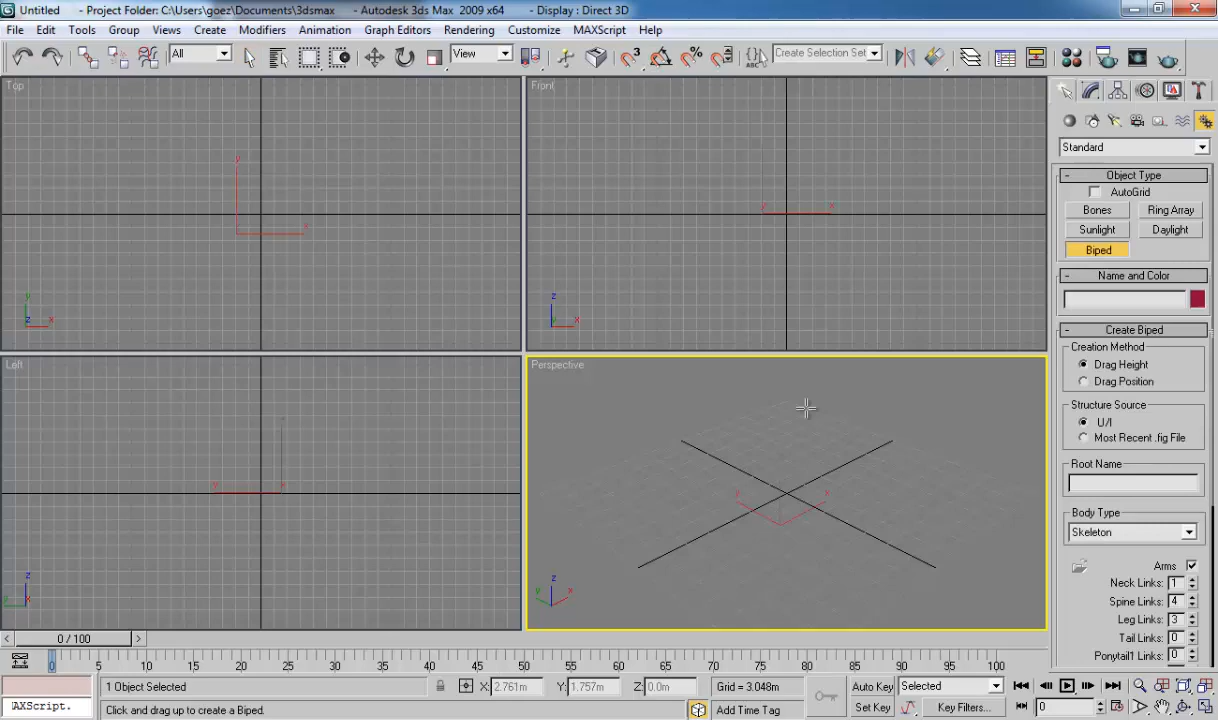 Untitled - Project Folder: C:\Users\goez\Documents\3dsmax - Autodesk 3ds Max 2009 x64 - Display : Direct 3D
File Edit Tools Group Views Create Modifiers Animation Graph Editors Rendering Customize MAXScript Help
All View Create Selection Set
Top
Front
Left
Perspective
Standard
Object Type
AutoGrid
Bones Ring Array
Sunlight Daylight
Biped
Name and Color
Create Biped
Creation Method
Drag Height
Drag Position
Structure Source
U/I
Most Recent .fig File
Root Name
Body Type
Skeleton
Arms
Neck Links: 1
Spine Links: 4
Leg Links: 3
Tail Links: 0
Ponytail1 Links: 0
0 / 100
0 5 10 15 20 25 30 35 40 45 50 55 60 65 70 75 80 85 90 95 100
1 Object Selected X: 2.761m Y: 1.757m Z: 0.0m Grid = 3.048m Auto Key Selected
AXScript. Click and drag up to create a Biped. Add Time Tag Set Key Key Filters... 0